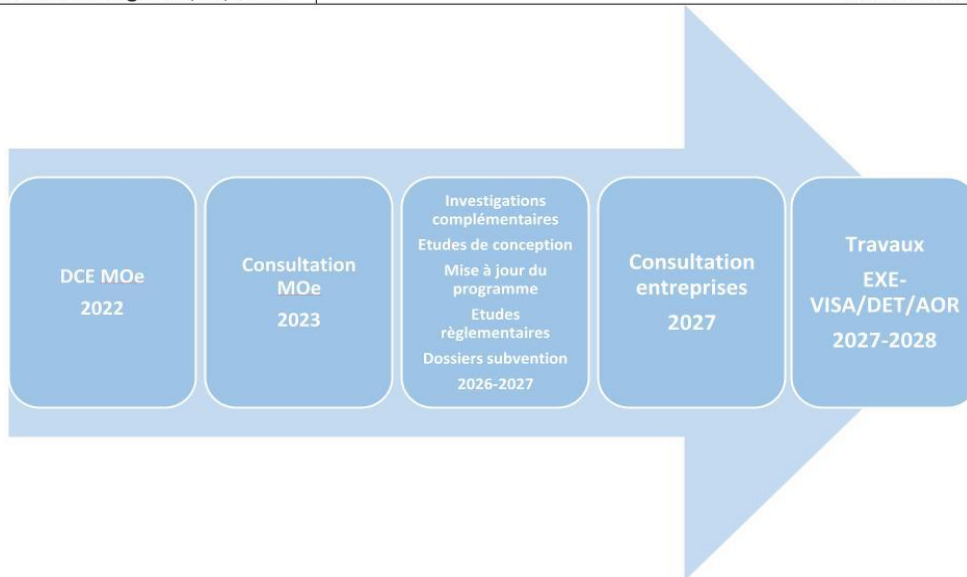 DCE MOe
2022
Consultation
MOe
2023
Investigations
complémentaires
Etudes de conception
Mise à jour du
programme
Etudes
règlementaires
Dossiers subvention
2026-2027
Consultation
entreprises
2027
Travaux
EXE-
VISA/DET/AOR
2027-2028